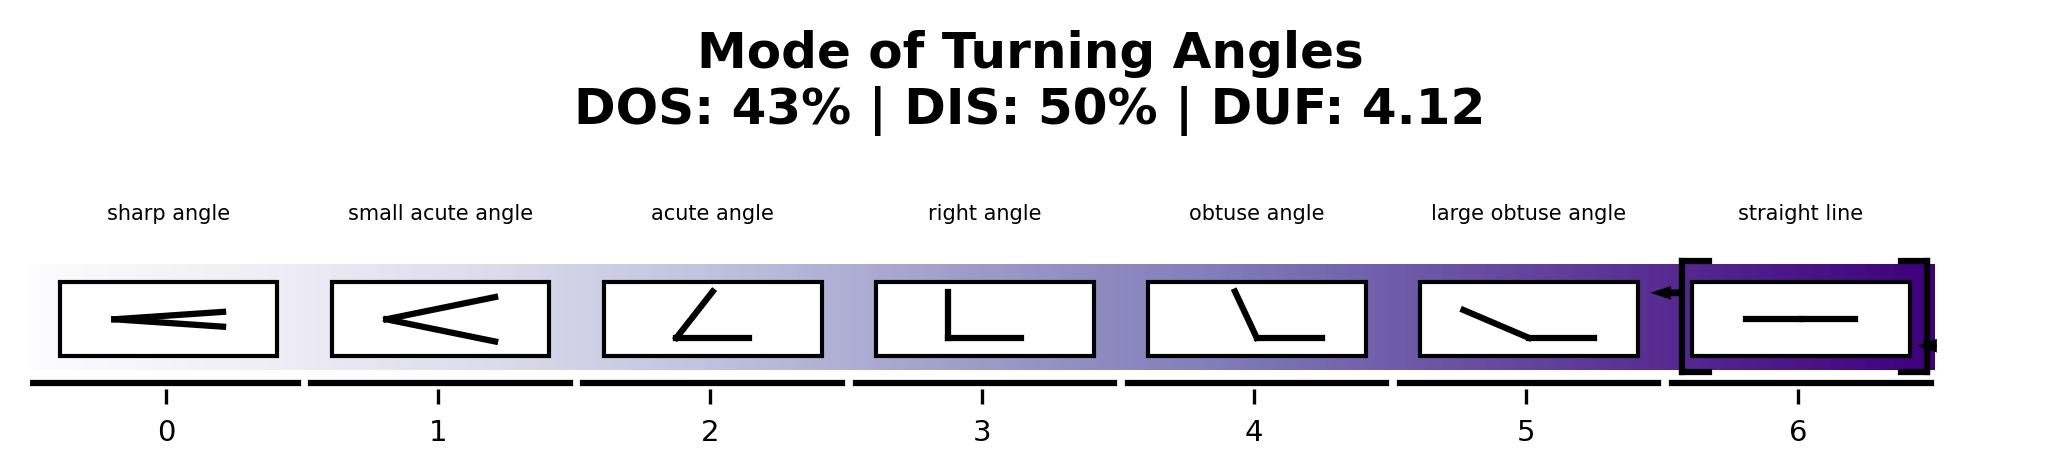 Mode of Turning Angles
DOS: 43% | DIS: 50% | DUF: 4.12
sharp angle small acute angle acute angle right angle obtuse angle large obtuse angle straight line
0 1 2 3 4 5 6